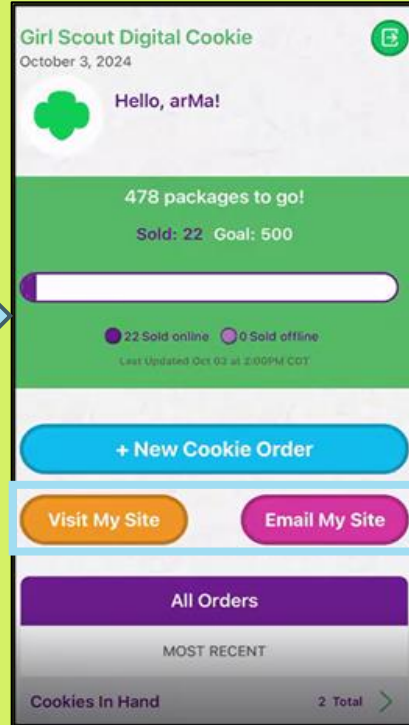 Girl Scout Digital Cookie
October 3, 2024
Hello, arMa!
478 packages to go!
Sold: 22 Goal: 500
22 Sold online 0 Sold offline
Last Updated Oct 03 at 2:00PM CDT
+ New Cookie Order
Visit My Site Email My Site
All Orders
MOST RECENT
Cookies In Hand 2 Total